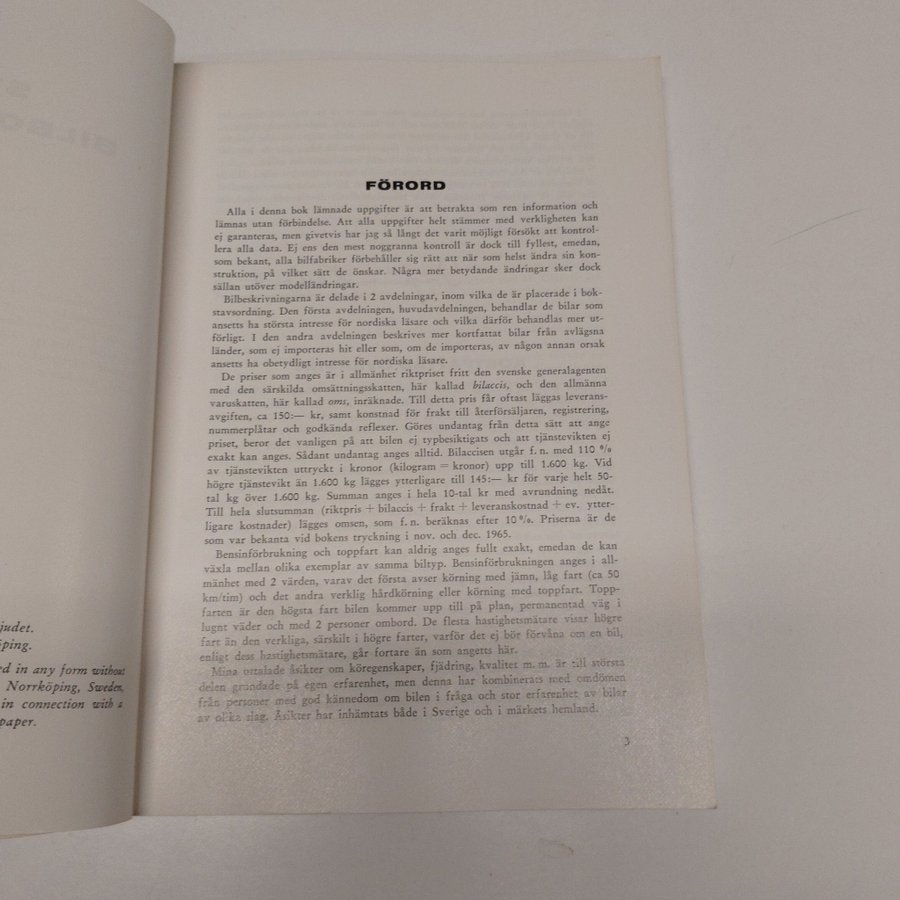 judet.
öping.
ed in any form without
Norrköping, Sweden,
in connection with a
paper.
FÖRORD
Alla i denna bok lämnade uppgifter är att betrakta som ren information och
lämnas utan förbindelse. Att alla uppgifter helt stämmer med verkligheten kan
ej garanteras, men givetvis har jag så långt det varit möjligt försökt att kontrol-
lera alla data. Ej ens den mest noggranna kontroll är dock till fyllest, emedan,
som bekant, alla bilfabriker förbehåller sig rätt att när som helst ändra sin kon-
struktion, på vilket sätt de önskar. Några mer betydande ändringar sker dock
sällan utöver modelländringar.
Bilbeskrivningarna är delade i 2 avdelningar, inom vilka de är placerade i bok-
stavsordning. Den första avdelningen, huvudavdelningen, behandlar de bilar som
ansetts ha största intresse för nordiska läsare och vilka därför behandlas mer ut-
förligt. I den andra avdelningen beskrives mer kortfattat bilar från avlägsna
länder, som ej importeras hit eller som, om de importeras, av någon annan orsak
ansetts ha obetydligt intresse för nordiska läsare.
De priser som anges är i allmänhet riktpriset fritt den svenske generalagenten
med den särskilda omsättningsskatten, här kallad bilaccis, och den allmänna
varuskatten, här kallad oms, inräknade. Till detta pris får oftast läggas leverans-
avgiften, ca 150:— kr, samt konstnad för frakt till återförsäljaren, registrering,
nummerplåtar och godkända reflexer. Göres undantag från detta sätt att ange
priset, beror det vanligen på att bilen ej typbesiktigats och att tjänstevikten ej
exakt kan anges. Sådant undantag anges alltid. Bilaccisen utgår f. n. med 110 %
av tjänstevikten uttryckt i kronor (kilogram = kronor) upp till 1.600 kg. Vid
högre tjänstevikt än 1.600 kg lägges ytterligare till 145:— kr för varje helt 50-
tal kg över 1.600 kg. Summan anges i hela 10-tal kr med avrundning nedåt.
Till hela slutsumman (riktpris + bilaccis + frakt + leveranskostnad + ev. ytter-
ligare kostnader) lägges omsen, som f. n. beräknas efter 10 %. Priserna är de
som var bekanta vid bokens tryckning i nov. och dec. 1965.
Bensinförbrukning och toppfart kan aldrig anges fullt exakt, emedan de kan
växla mellan olika exemplar av samma biltyp. Bensinförbrukningen anges i all-
mänhet med 2 värden, varav det första avser körning med jämn, låg fart (ca 50
km/tim) och det andra verklig hårdkörning eller körning med toppfart. Topp-
farten är den högsta fart bilen kommer upp till på plan, permanentad väg i
lugnt väder och med 2 personer ombord. De flesta hastighetsmätare visar högre
fart än den verkliga, särskilt i högre farter, varför det ej bör förvåna om en bil,
enligt dess hastighetsmätare, går fortare än som angetts här.
Mina uttalade åsikter om köregenskaper, fjädring, kvalitet m. m. är till största
delen grundade på egen erfarenhet, men denna har kombinerats med omdömen
från personer med god kännedom om bilen i fråga och stor erfarenhet av bilar
av olika slag. Åsikter har inhämtats både i Sverige och i märkets hemland.
3